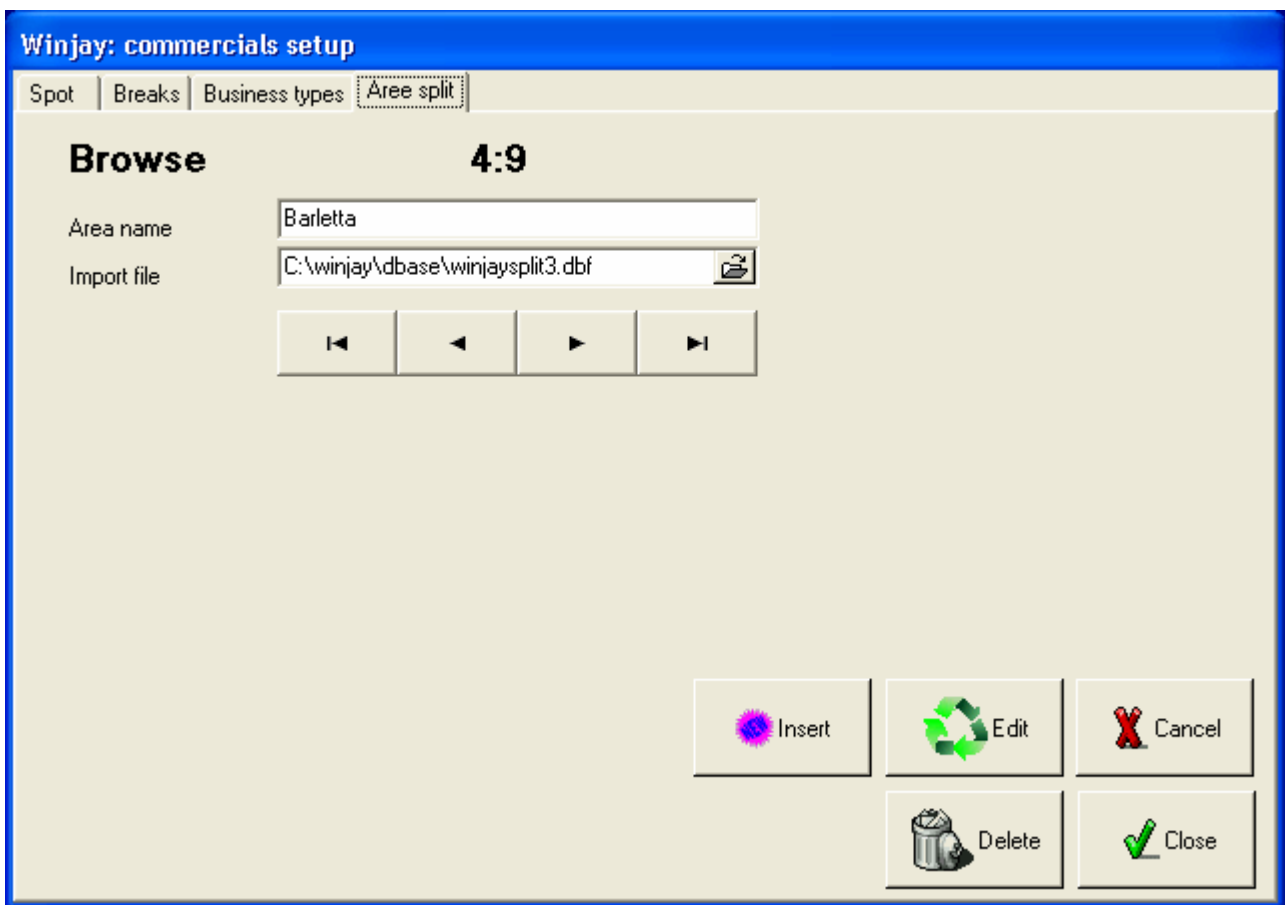 Winjay: commercials setup
Spot Breaks Business types Aree split
Browse 4:9
Area name Barletta
Import file C:\winjay\dbase\winjaysplit3.dbf
NEW Insert Edit Cancel
Delete Close